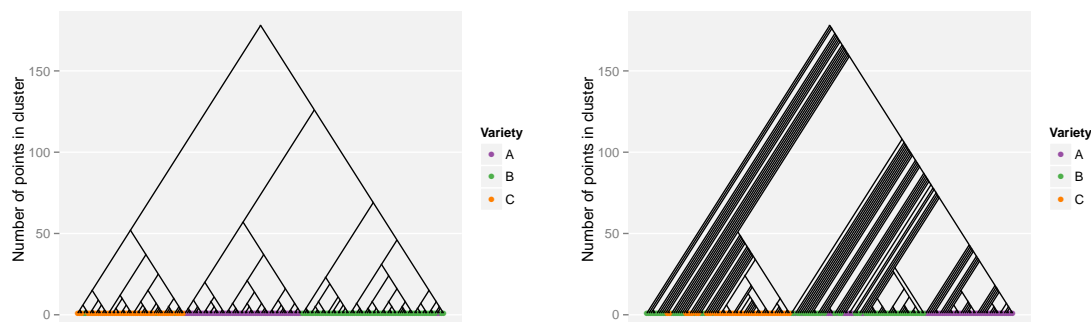 Number of points in cluster
150
100
50
0
Variety
A
B
C
Number of points in cluster
150
100
50
0
Variety
A
B
C